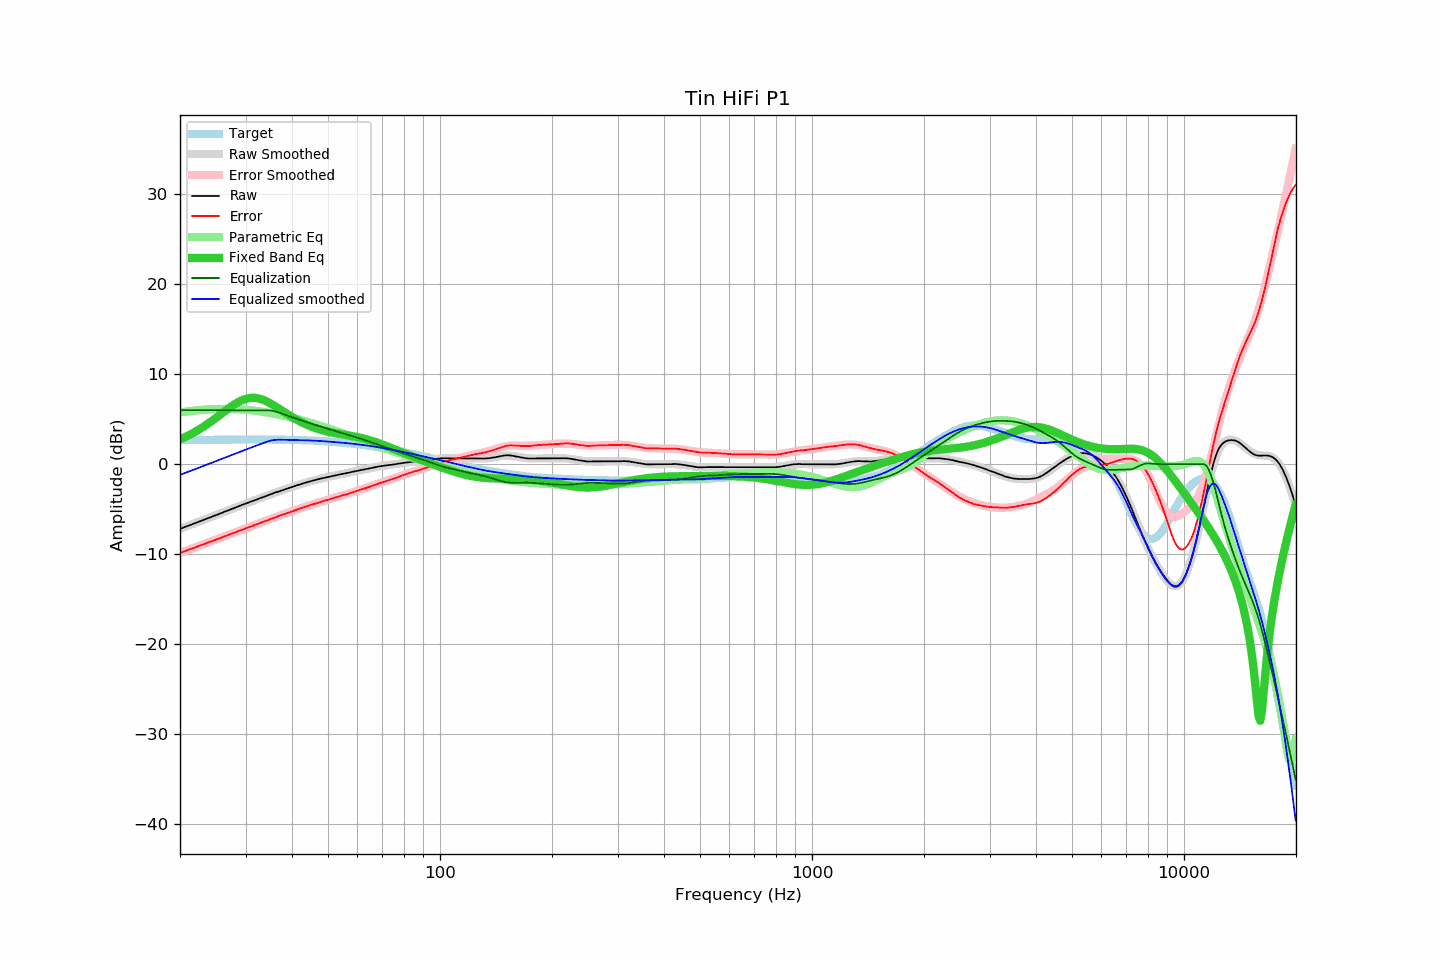 Tin HiFi P1
Target
Raw Smoothed
Error Smoothed
Raw
Error
Parametric Eq
Fixed Band Eq
Equalization
Equalized smoothed
Amplitude (dBr)
30
20
10
0
−10
−20
−30
−40
100
1000
10000
Frequency (Hz)